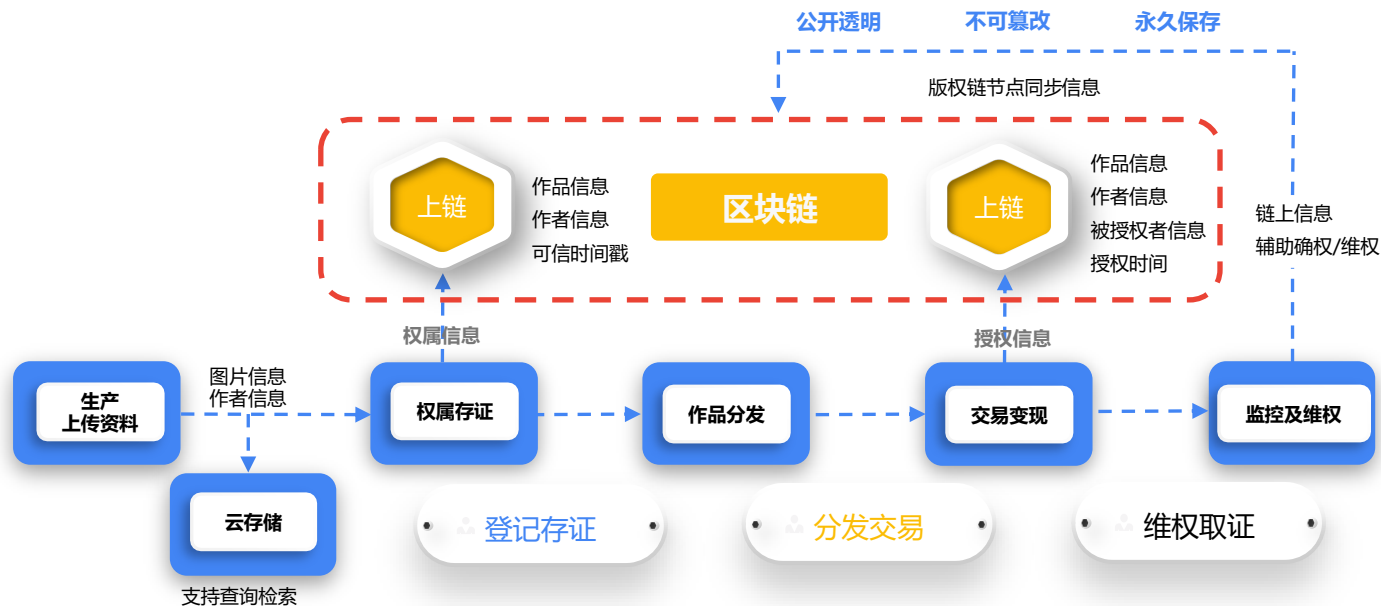 公开透明
不可篡改
永久保存
版权链节点同步信息
上链
作品信息
作者信息
可信时间戳
区块链
上链
作品信息
作者信息
被授权者信息
授权时间
链上信息
辅助确权/维权
权属信息
授权信息
生产
上传资料
图片信息
作者信息
权属存证
作品分发
交易变现
监控及维权
云存储
支持查询检索
登记存证
分发交易
维权取证